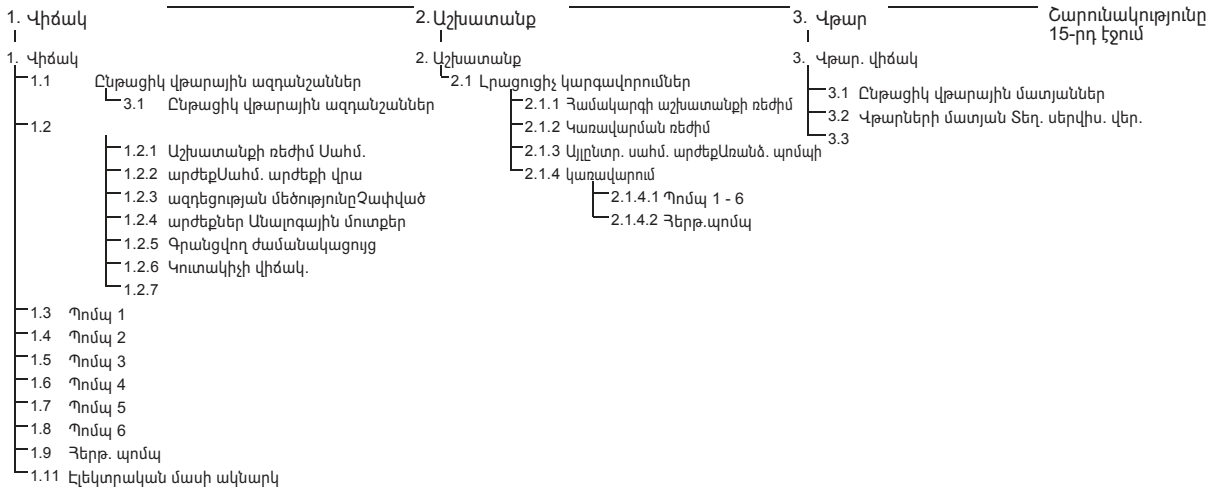 1. Վիճակ
2. Աշխատանք
3. Վթար
Շարունակությունը
15-րդ էջում
1. Վիճակ
1.1 Ընթացիկ վթարային ազդանշաններ
3.1 Ընթացիկ վթարային ազդանշաններ
1.2
1.2.1 Աշխատանքի ռեժիմ Սահմ.
1.2.2 արժեքՍահմ. արժեքի վրա
1.2.3 ազդեցության մեծությունըՉափված
1.2.4 արժեքներ Անալոգային մուտքեր
1.2.5 Գրանցվող ժամանակացույց
1.2.6 Կուտակիչի վիճակ.
1.2.7
1.3 Պոմպ 1
1.4 Պոմպ 2
1.5 Պոմպ 3
1.6 Պոմպ 4
1.7 Պոմպ 5
1.8 Պոմպ 6
1.9 Հերթ. պոմպ
1.11 Էլեկտրական մասի ակնարկ
2. Աշխատանք
2.1 Լրացուցիչ կարգավորումներ
2.1.1 Համակարգի աշխատանքի ռեժիմ
2.1.2 Կառավարման ռեժիմ
2.1.3 Այլընտր. սահմ. արժեքԱռանձ. պոմպի
2.1.4 կառավարում
2.1.4.1 Պոմպ 1 - 6
2.1.4.2 Հերթ.պոմպ
3. Վթար. վիճակ
3.1 Ընթացիկ վթարային մատյաններ
3.2 Վթարների մատյան Տեղ. սերվիս. վեր.
3.3